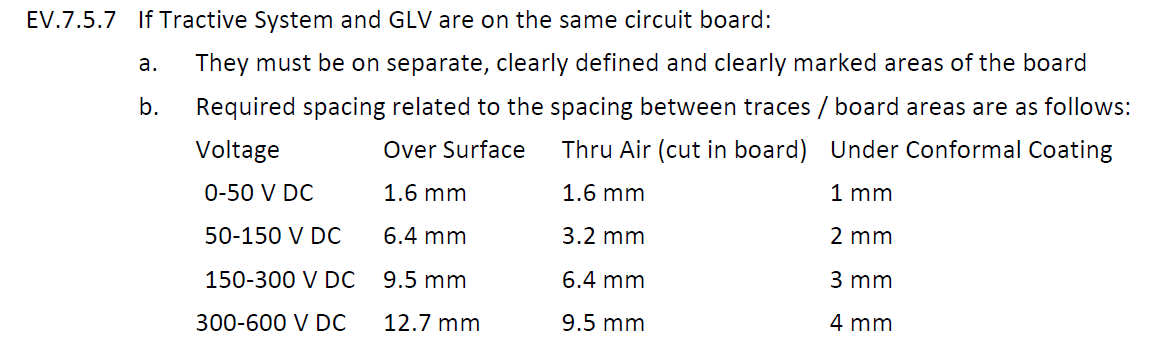 EV.7.5.7 If Tractive System and GLV are on the same circuit board:
a. They must be on separate, clearly defined and clearly marked areas of the board
b. Required spacing related to the spacing between traces / board areas are as follows:
Voltage Over Surface Thru Air (cut in board) Under Conformal Coating
0-50 V DC 1.6 mm 1.6 mm 1 mm
50-150 V DC 6.4 mm 3.2 mm 2 mm
150-300 V DC 9.5 mm 6.4 mm 3 mm
300-600 V DC 12.7 mm 9.5 mm 4 mm